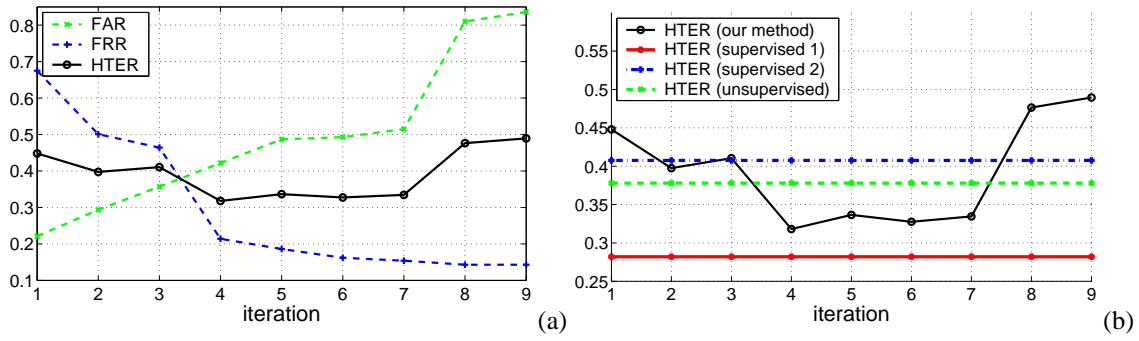 FAR
FRR
HTER
0.8
0.7
0.6
0.5
0.4
0.3
0.2
0.1
1 2 3 4 5 6 7 8 9
iteration
(a)
HTER (our method)
HTER (supervised 1)
HTER (supervised 2)
HTER (unsupervised)
0.55
0.5
0.45
0.4
0.35
0.3
0.25
1 2 3 4 5 6 7 8 9
iteration
(b)